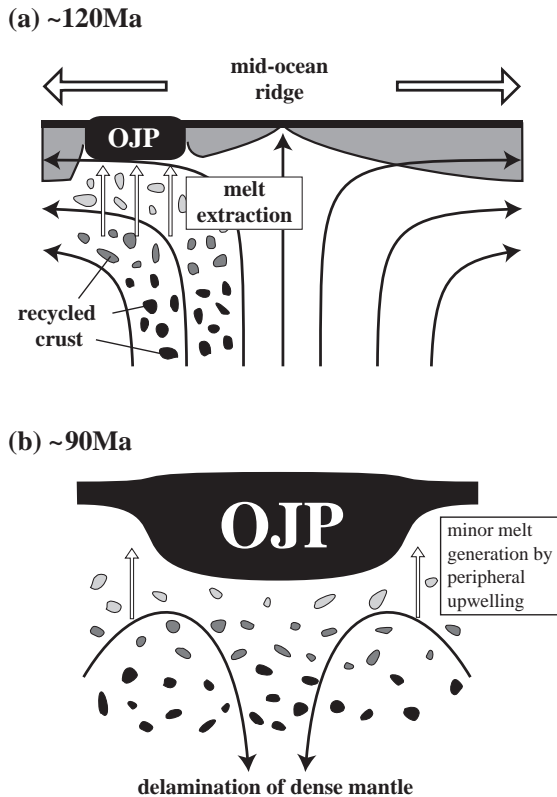 (a) ~120Ma
mid-ocean
ridge
OJP
melt
extraction
recycled
crust
(b) ~90Ma
OJP
minor melt
generation by
peripheral
upwelling
delamination of dense mantle